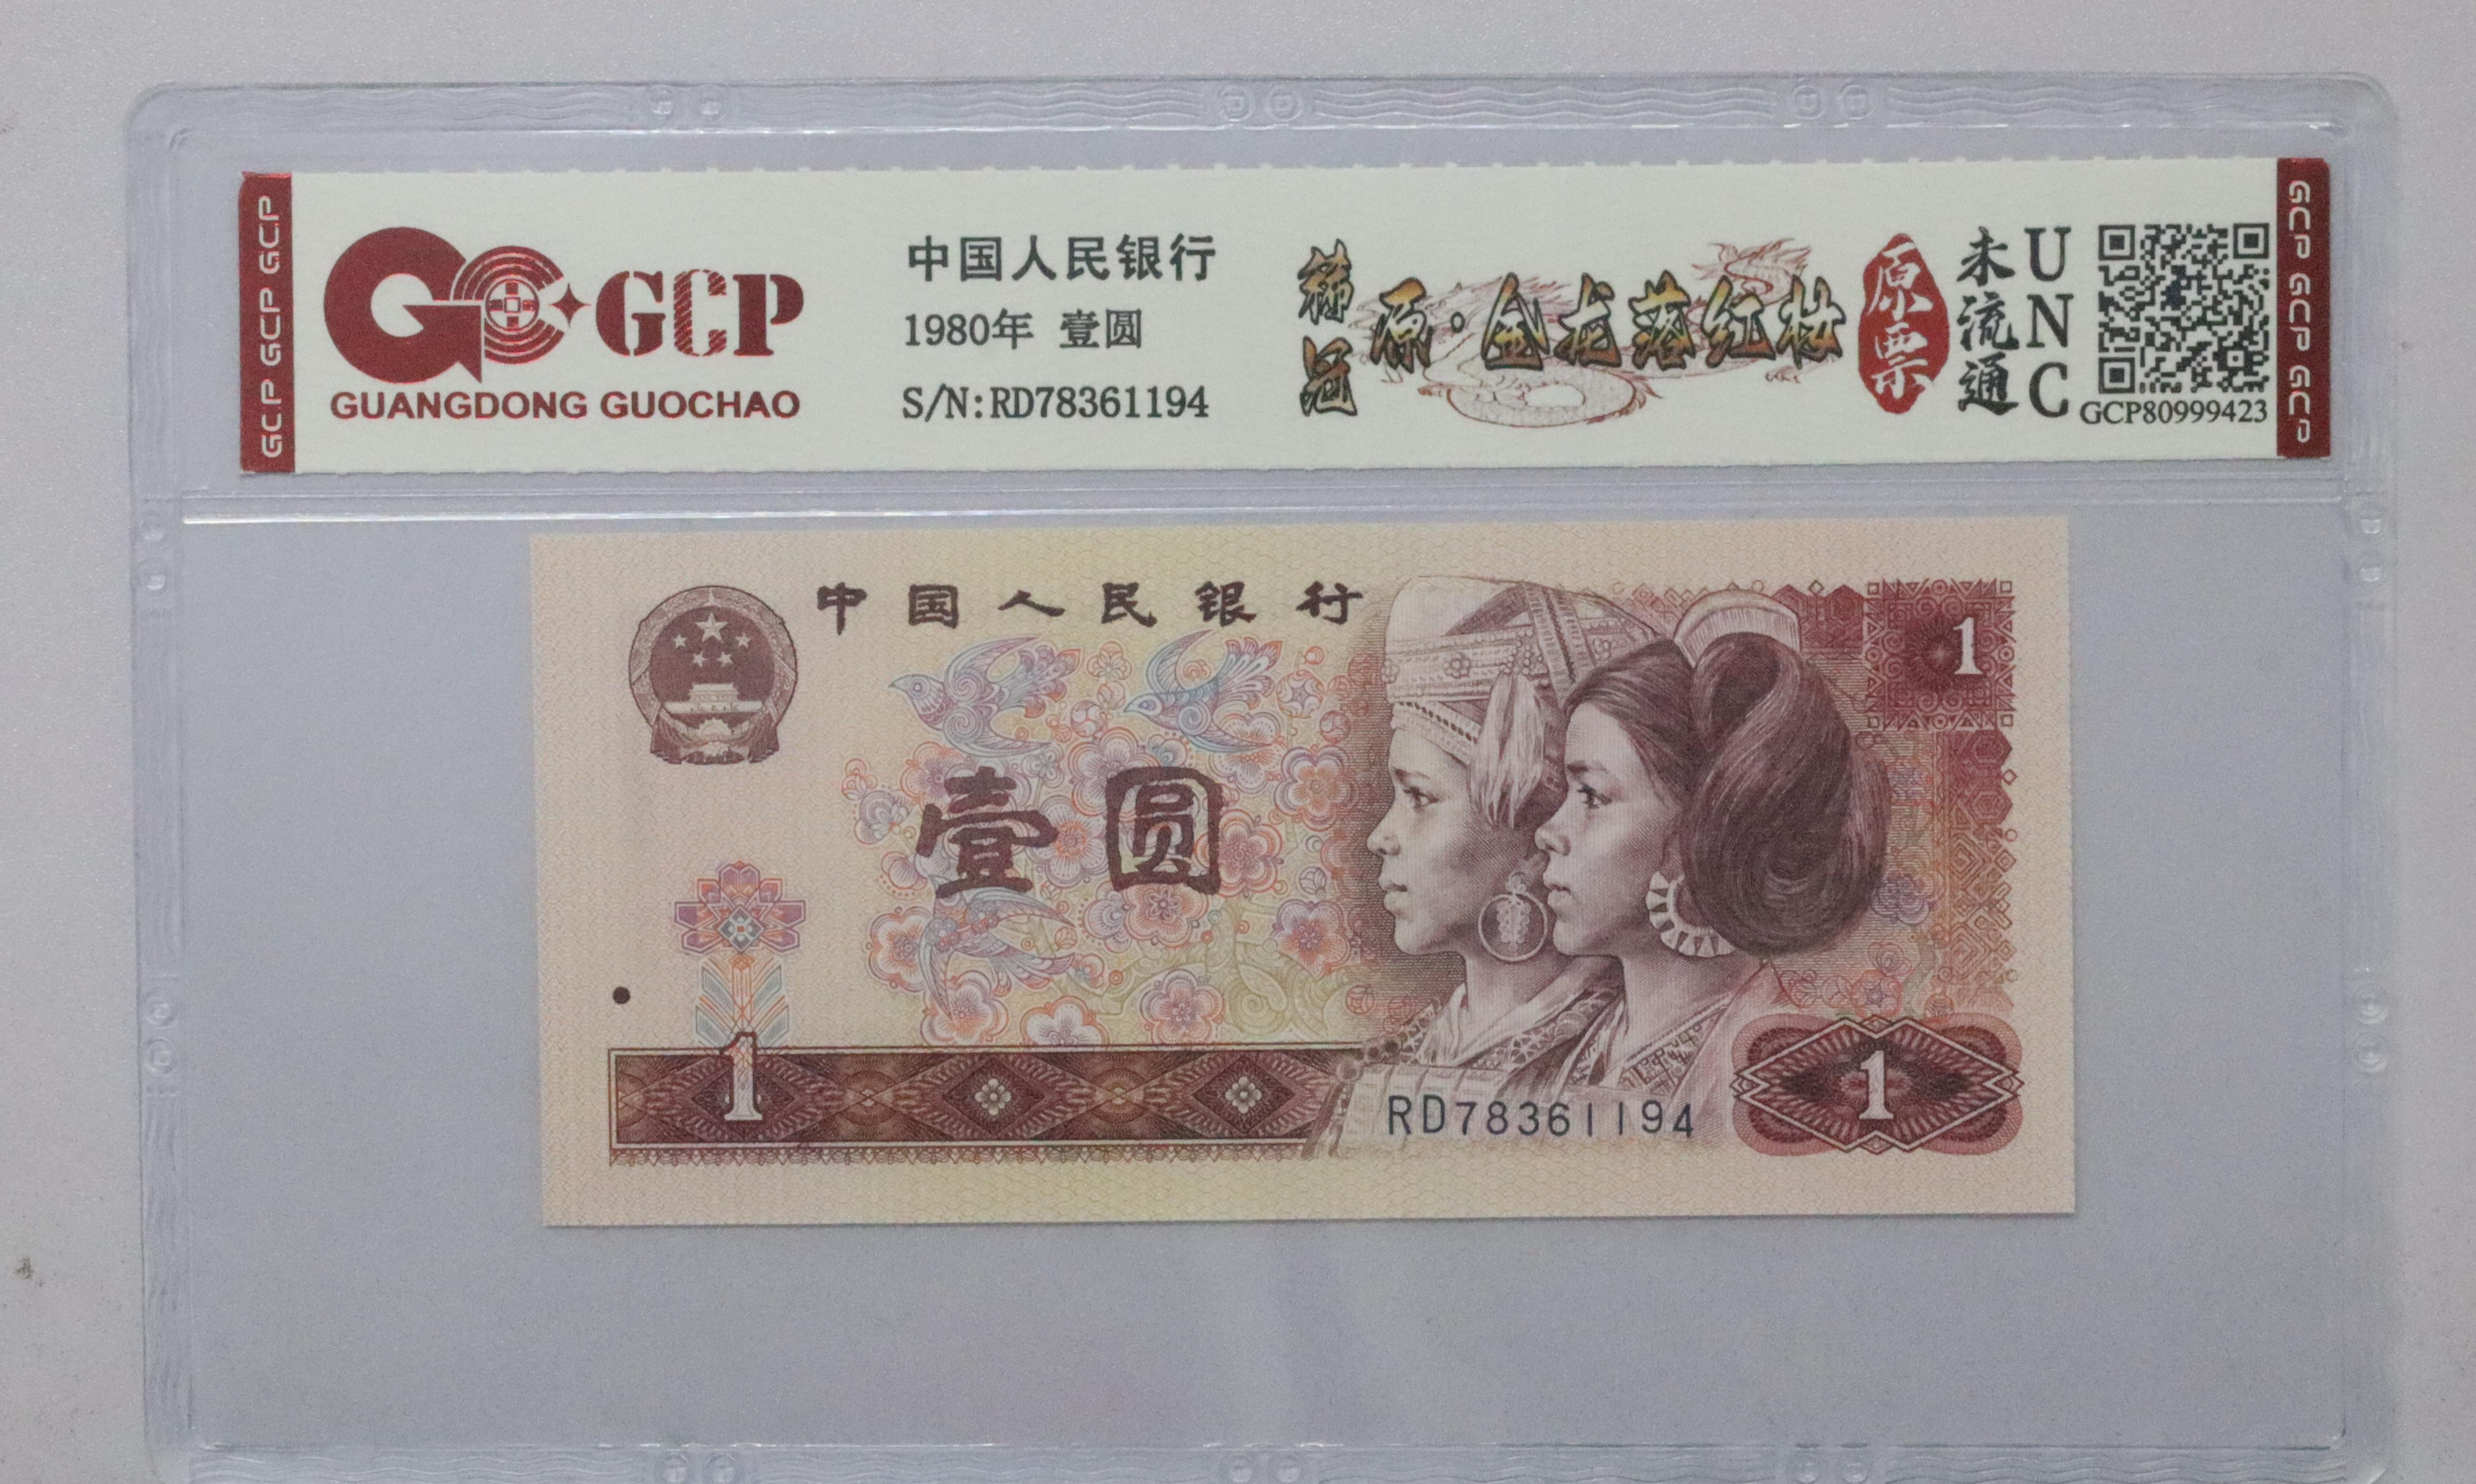 GCP GCP GCP
GCP
GUANGDONG GUOCHAO
中国人民银行
1980年 壹圆
S/N:RD78361194
原·金龙落红妆
原票
未流通
UNC
GCP80999423
GCP GCP GCP
中国人民银行
1
壹圆
1
RD78361194
1